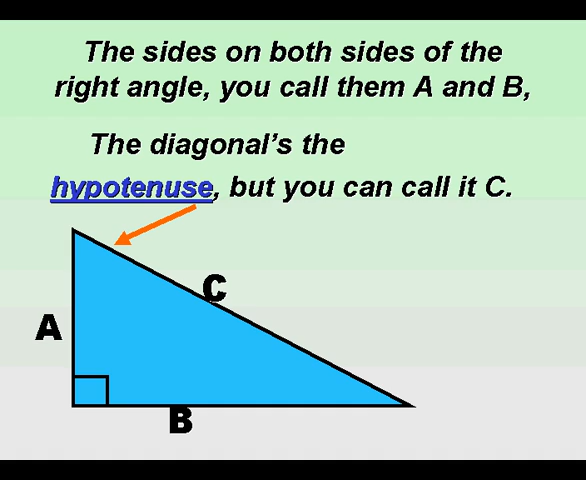 The sides on both sides of the
right angle, you call them A and B,
The diagonal’s the
hypotenuse, but you can call it C.
C
A
B